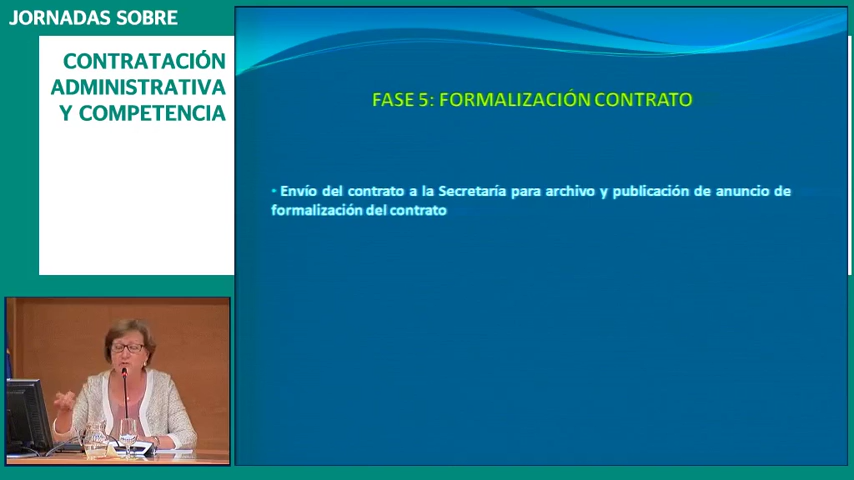 JORNADAS SOBRE
CONTRATACIÓN
ADMINISTRATIVA
Y COMPETENCIA
FASE 5: FORMALIZACIÓN CONTRATO
• Envío del contrato a la Secretaría para archivo y publicación de anuncio de
formalización del contrato